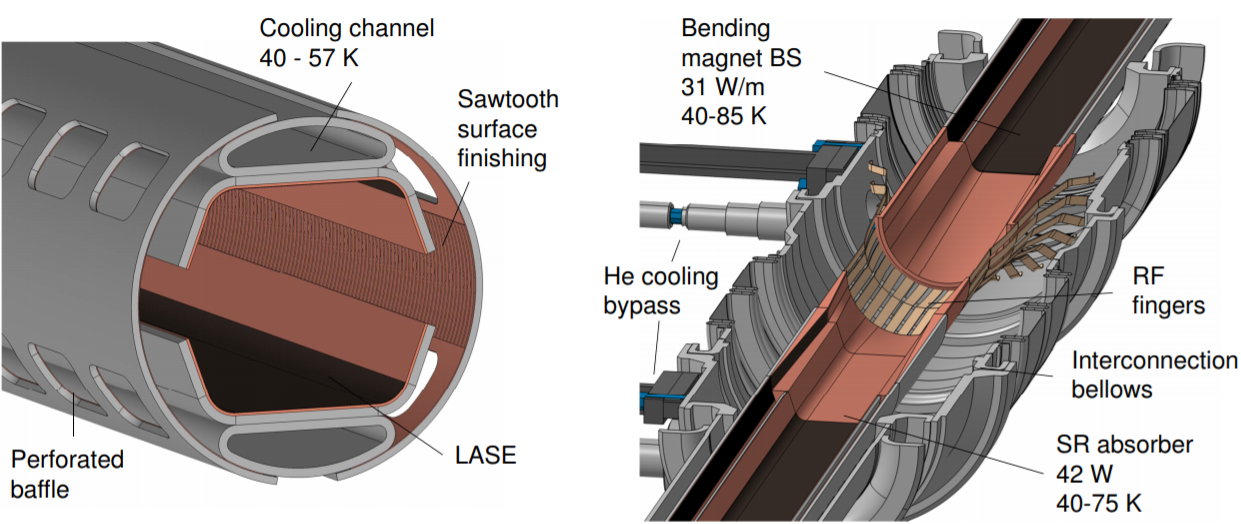 Cooling channel
40 - 57 K
Sawtooth
surface
finishing
LASE
Perforated
baffle
Bending
magnet BS
31 W/m
40-85 K
He cooling
bypass
RF
fingers
Interconnection
bellows
SR absorber
42 W
40-75 K